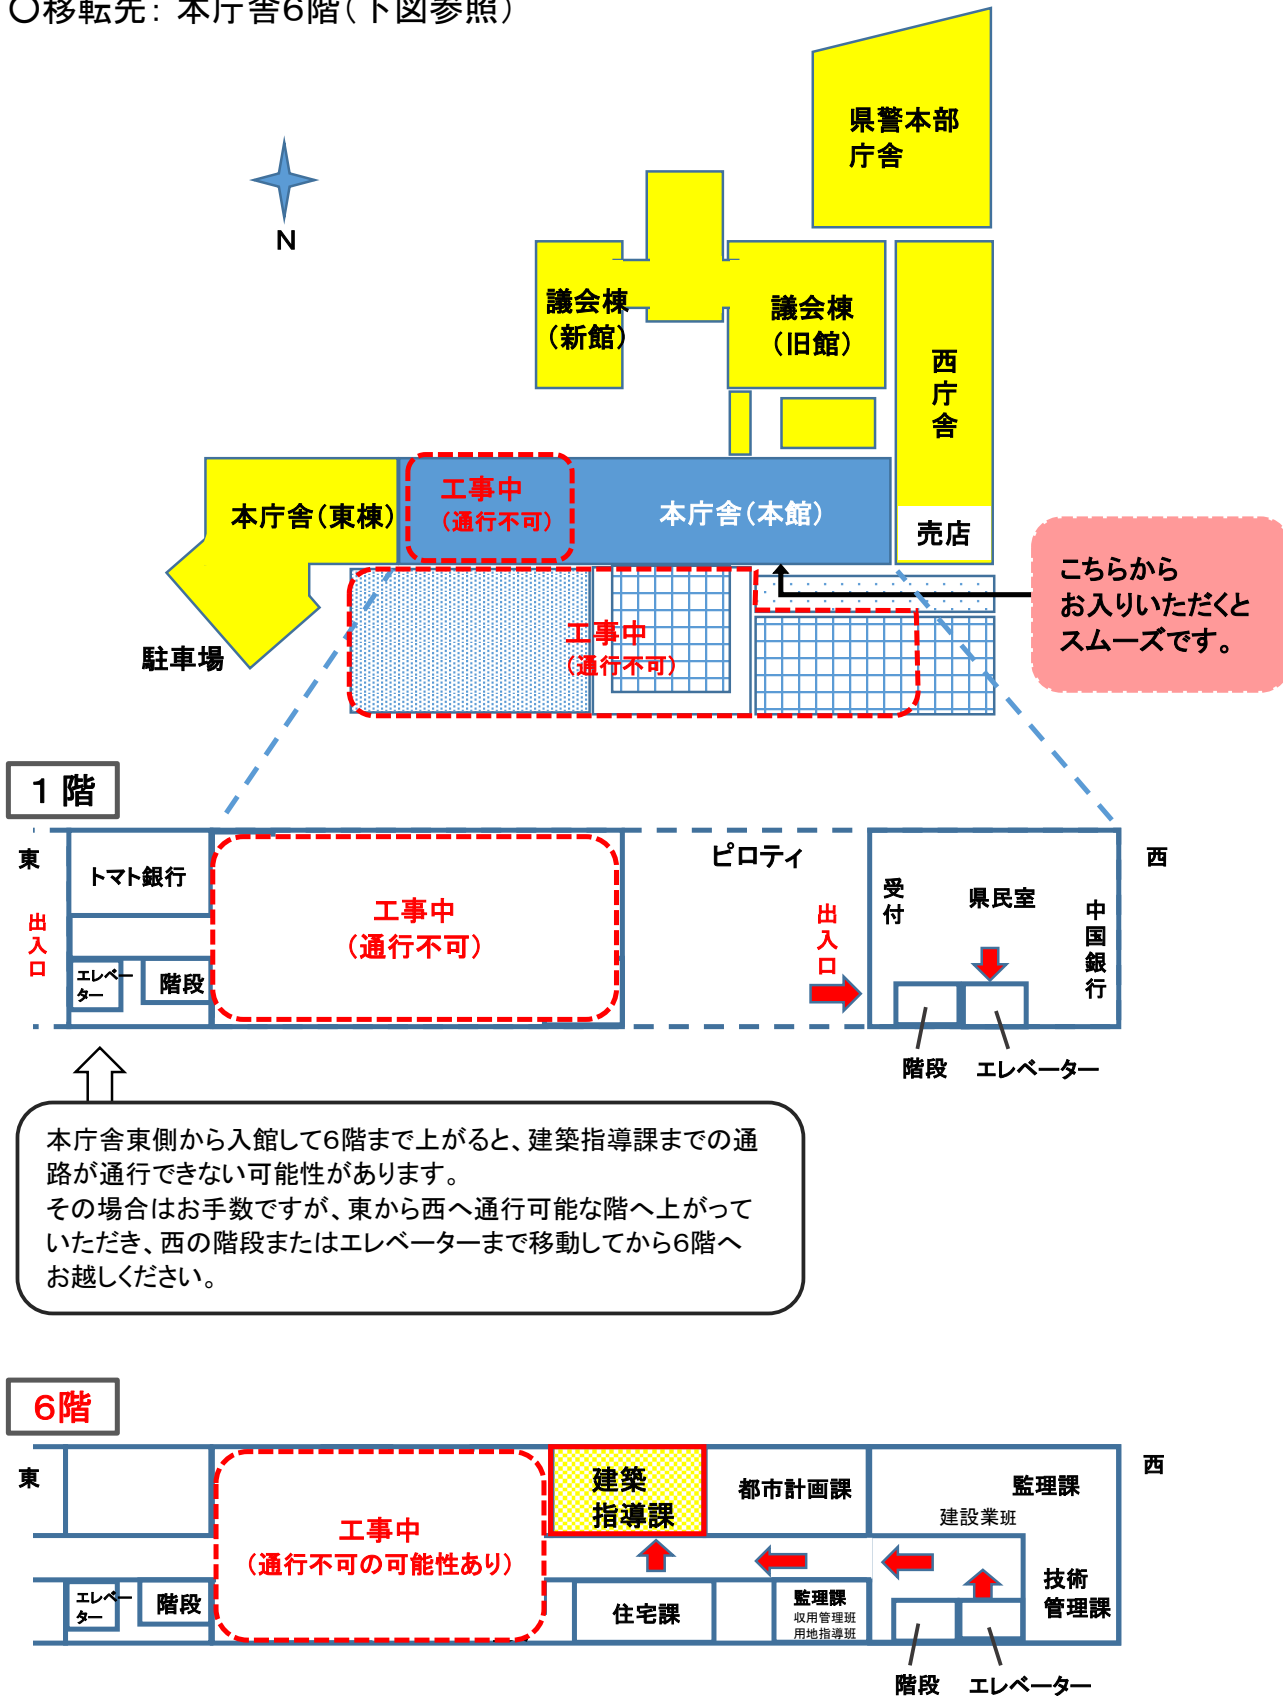 〇移転先：本庁舎６階（下図参照）
県警本部
庁舎
N
議会棟
（新館）
議会棟
（旧館）
西庁舎
本庁舎（東棟）
工事中
（通行不可）
本庁舎（本館）
売店
こちらから
お入りいただくと
スムーズです。
工事中
（通行不可）
駐車場
１階
東
トマト銀行
ピロティ
西
出入口
工事中
（通行不可）
出入口
受付
県民室
中国銀行
エレベー
ター
階段
階段
エレベーター
本庁舎東側から入館して６階まで上がると、建築指導課までの通
路が通行できない可能性があります。
その場合はお手数ですが、東から西へ通行可能な階へ上がって
いただき、西の階段またはエレベーターまで移動してから６階へ
お越しください。
６階
東
建築
指導課
都市計画課
監理課
建設業班
西
工事中
（通行不可の可能性あり）
エレベー
ター
階段
住宅課
監理課
収用管理班
用地指導班
技術
管理課
階段
エレベーター